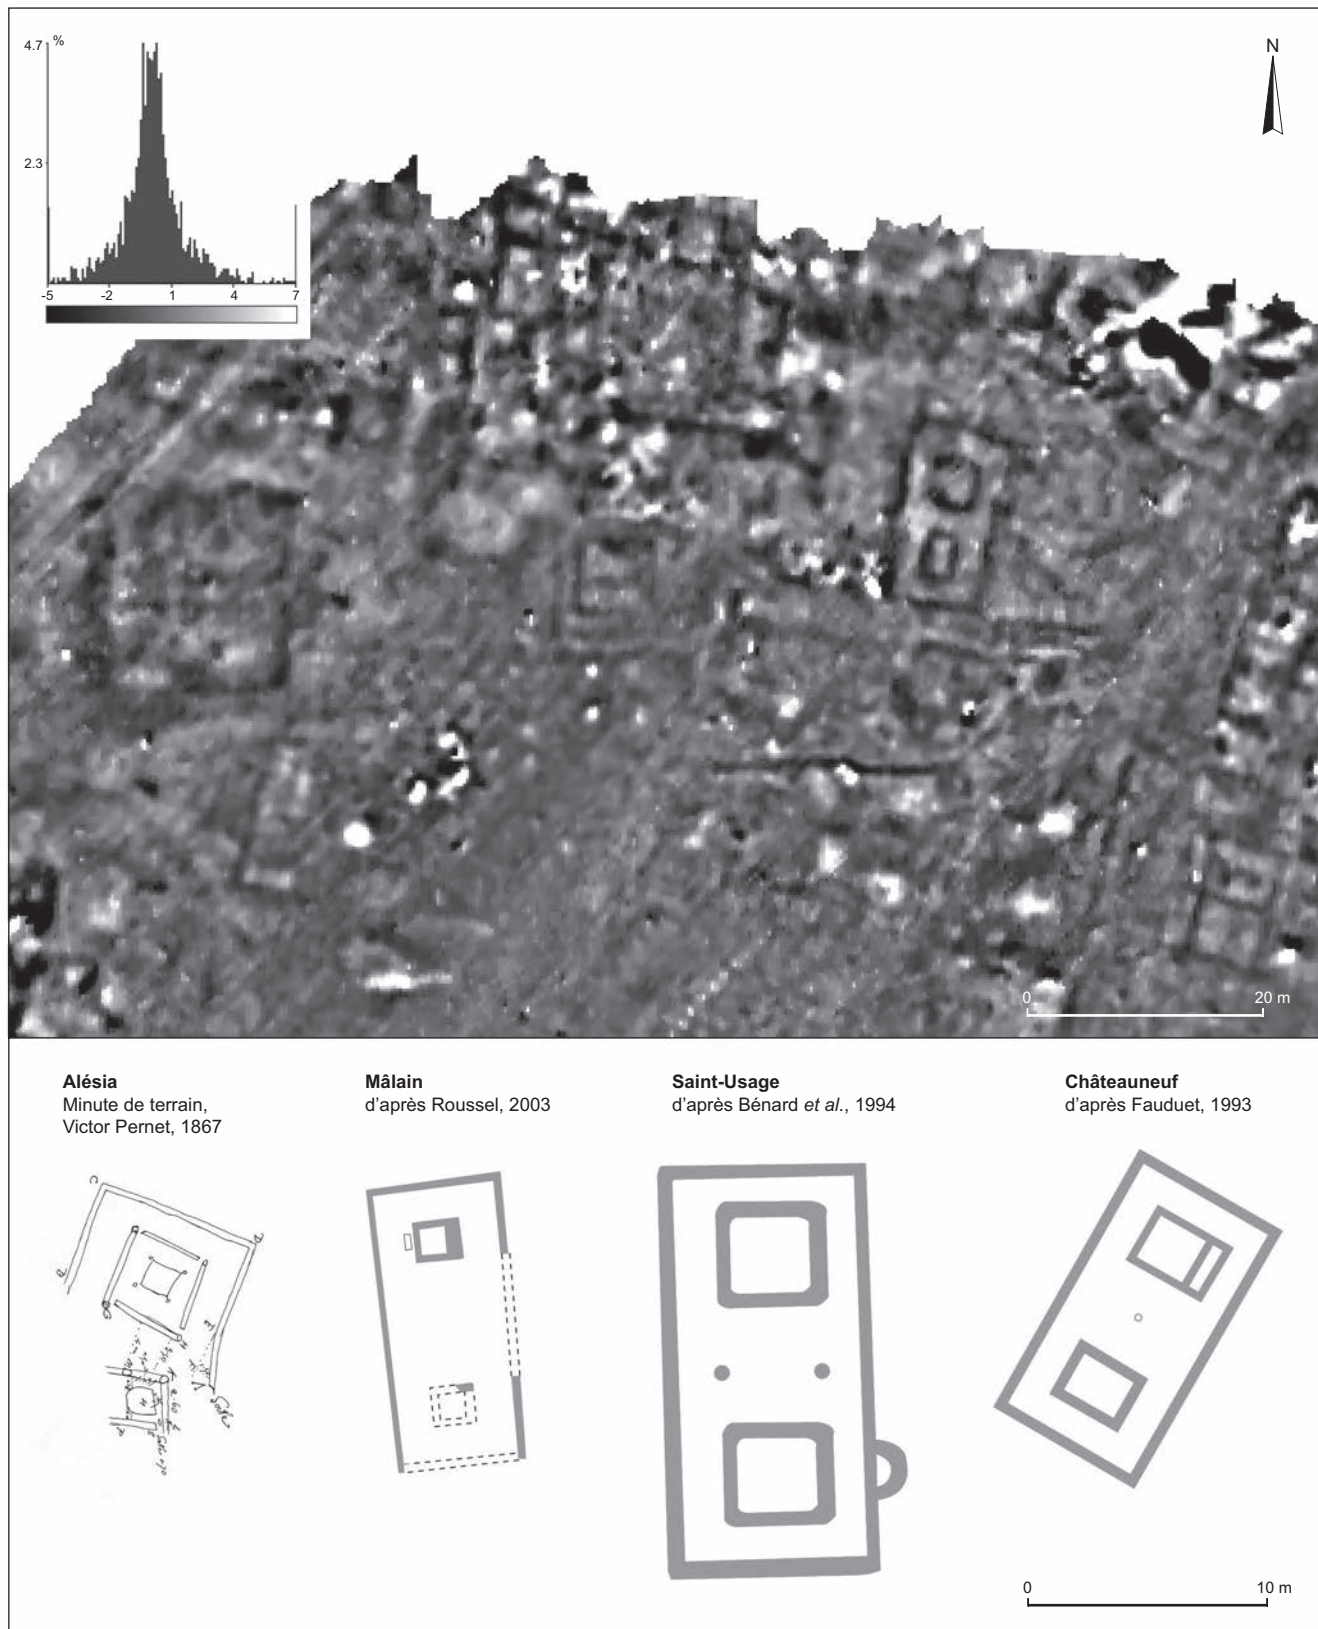 4.7 %
2.3
-5 -2 1 4 7
N
0 20 m
Alésia
Minute de terrain,
Victor Pernet, 1867
Mâlain
d'après Roussel, 2003
Saint-Usage
d'après Bénard et al., 1994
Châteauneuf
d'après Fauduet, 1993
C
D
B
0 10 m